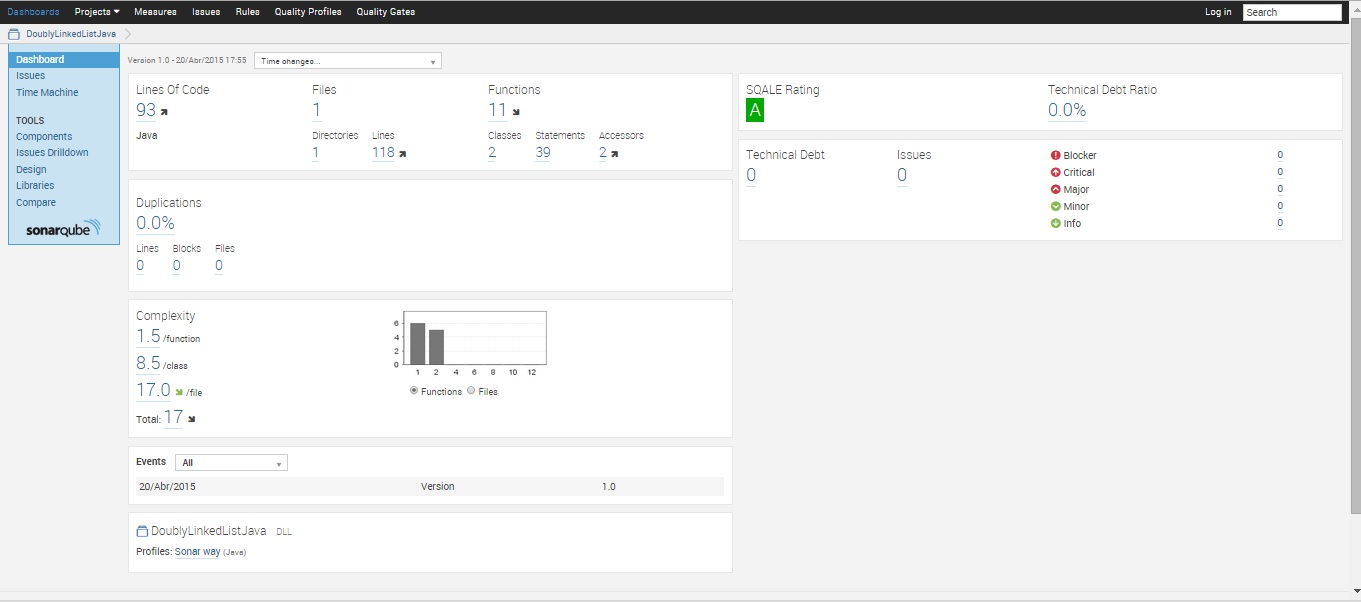 Dashboards Projects Measures Issues Rules Quality Profiles Quality Gates Log in Search
DoublyLinkedListJava
Dashboard
Issues
Time Machine
TOOLS
Components
Issues Drilldown
Design
Libraries
Compare
sonarqube
Version 1.0 - 20/Abr/2015 17:55 Time changes...
Lines Of Code Files Functions
93 1 11
Java Directories Lines Classes Statements Accessors
1 118 2 39 2
Duplications
0.0%
Lines Blocks Files
0 0 0
Complexity
1.5 /function
8.5 /class
17.0 /file
Total: 17
6
4
2
0
1 2 4 6 8 10 12
Functions Files
Events All
20/Abr/2015 Version 1.0
DoublyLinkedListJava DLL
Profiles: Sonar way (Java)
SQALE Rating Technical Debt Ratio
A 0.0%
Technical Debt Issues
0 0
Blocker 0
Critical 0
Major 0
Minor 0
Info 0